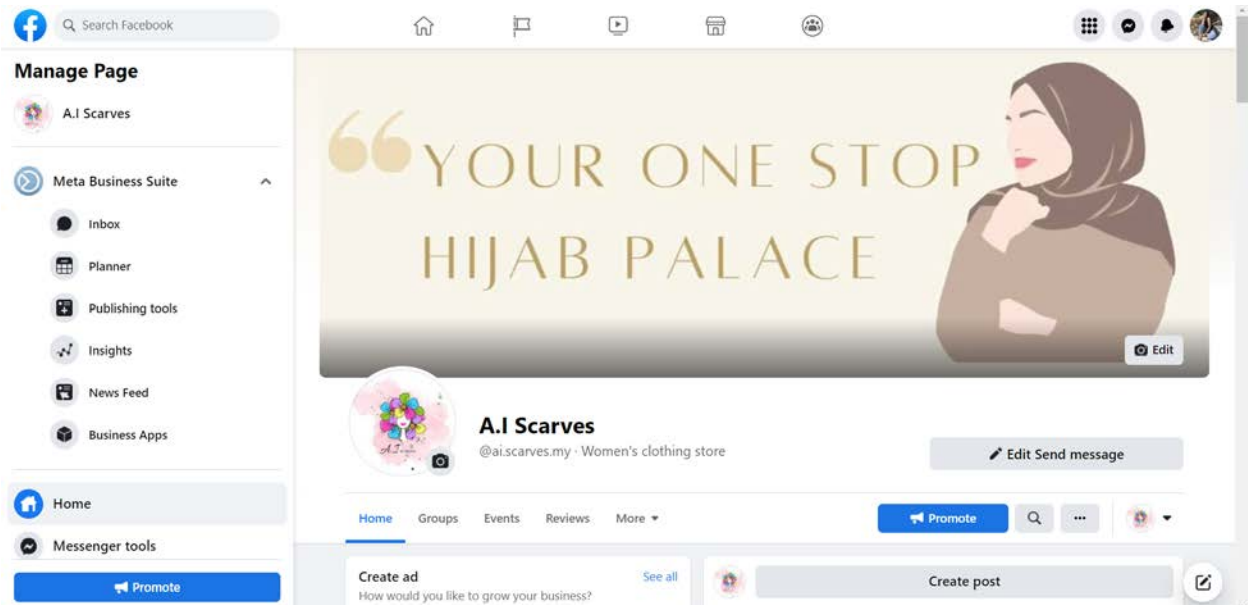 Search Facebook
Manage Page
A.I Scarves
Meta Business Suite
Inbox
Planner
Publishing tools
Insights
News Feed
Business Apps
Home
Messenger tools
Promote
“YOUR ONE STOP
HIJAB PALACE
Edit
A.I Scarves
@ai.scarves.my · Women's clothing store
Edit Send message
Home Groups Events Reviews More
Promote
Create ad
See all
How would you like to grow your business?
Create post